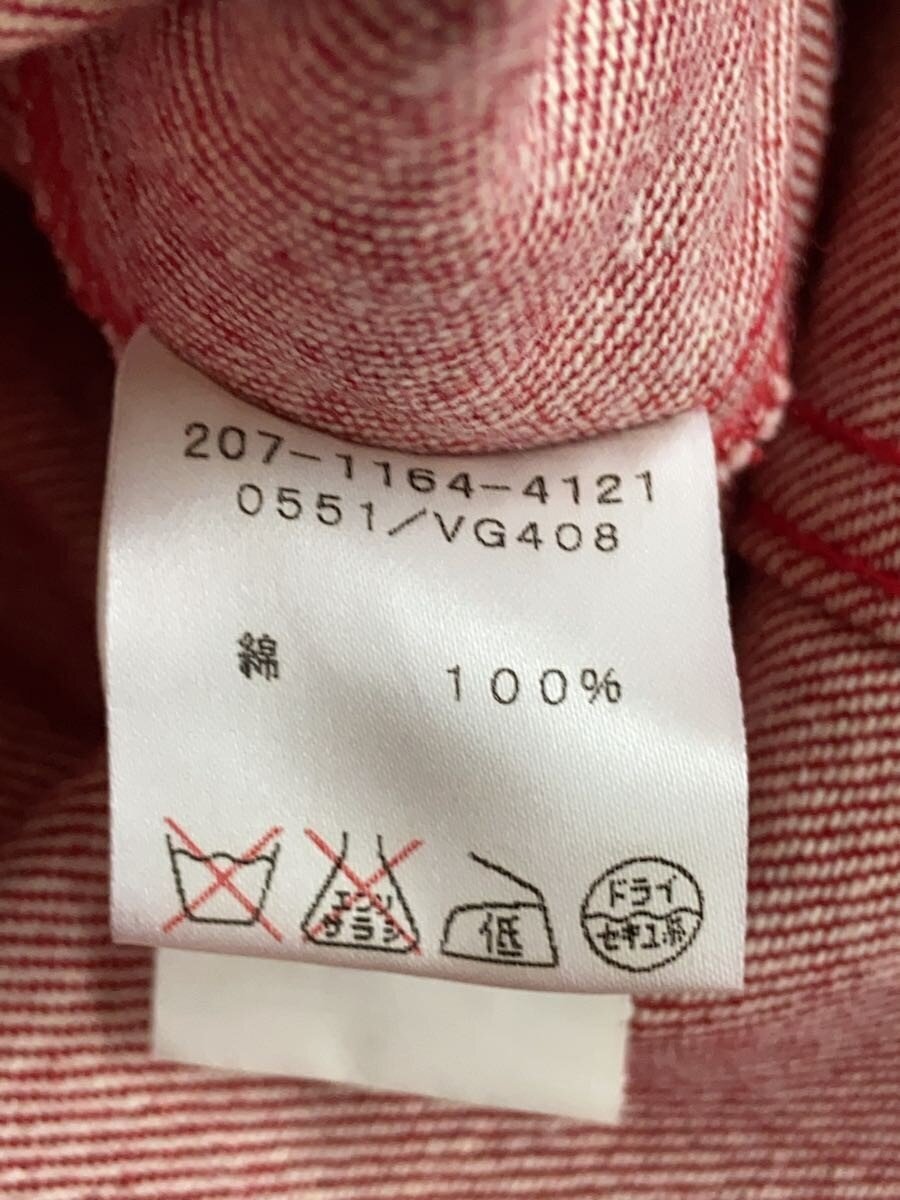 207-1164-4121
0551/VG408
綿 100%
エンソ
サラシ
低
ドライ
セキユ系